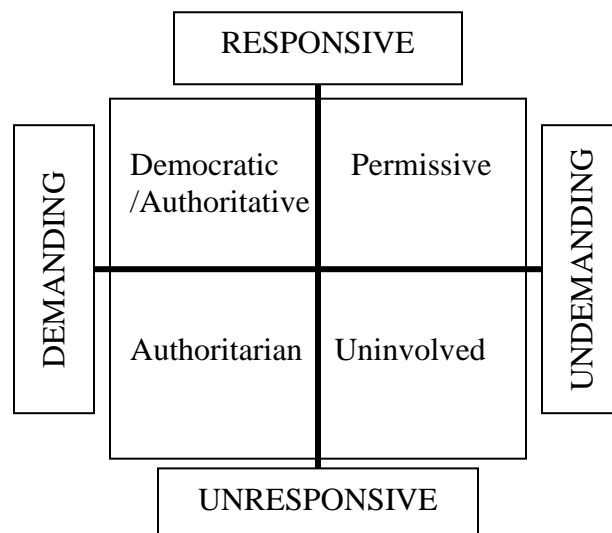 RESPONSIVE
Democratic
/Authoritative
Permissive
DEMANDING
UNDEMANDING
Authoritarian
Uninvolved
UNRESPONSIVE